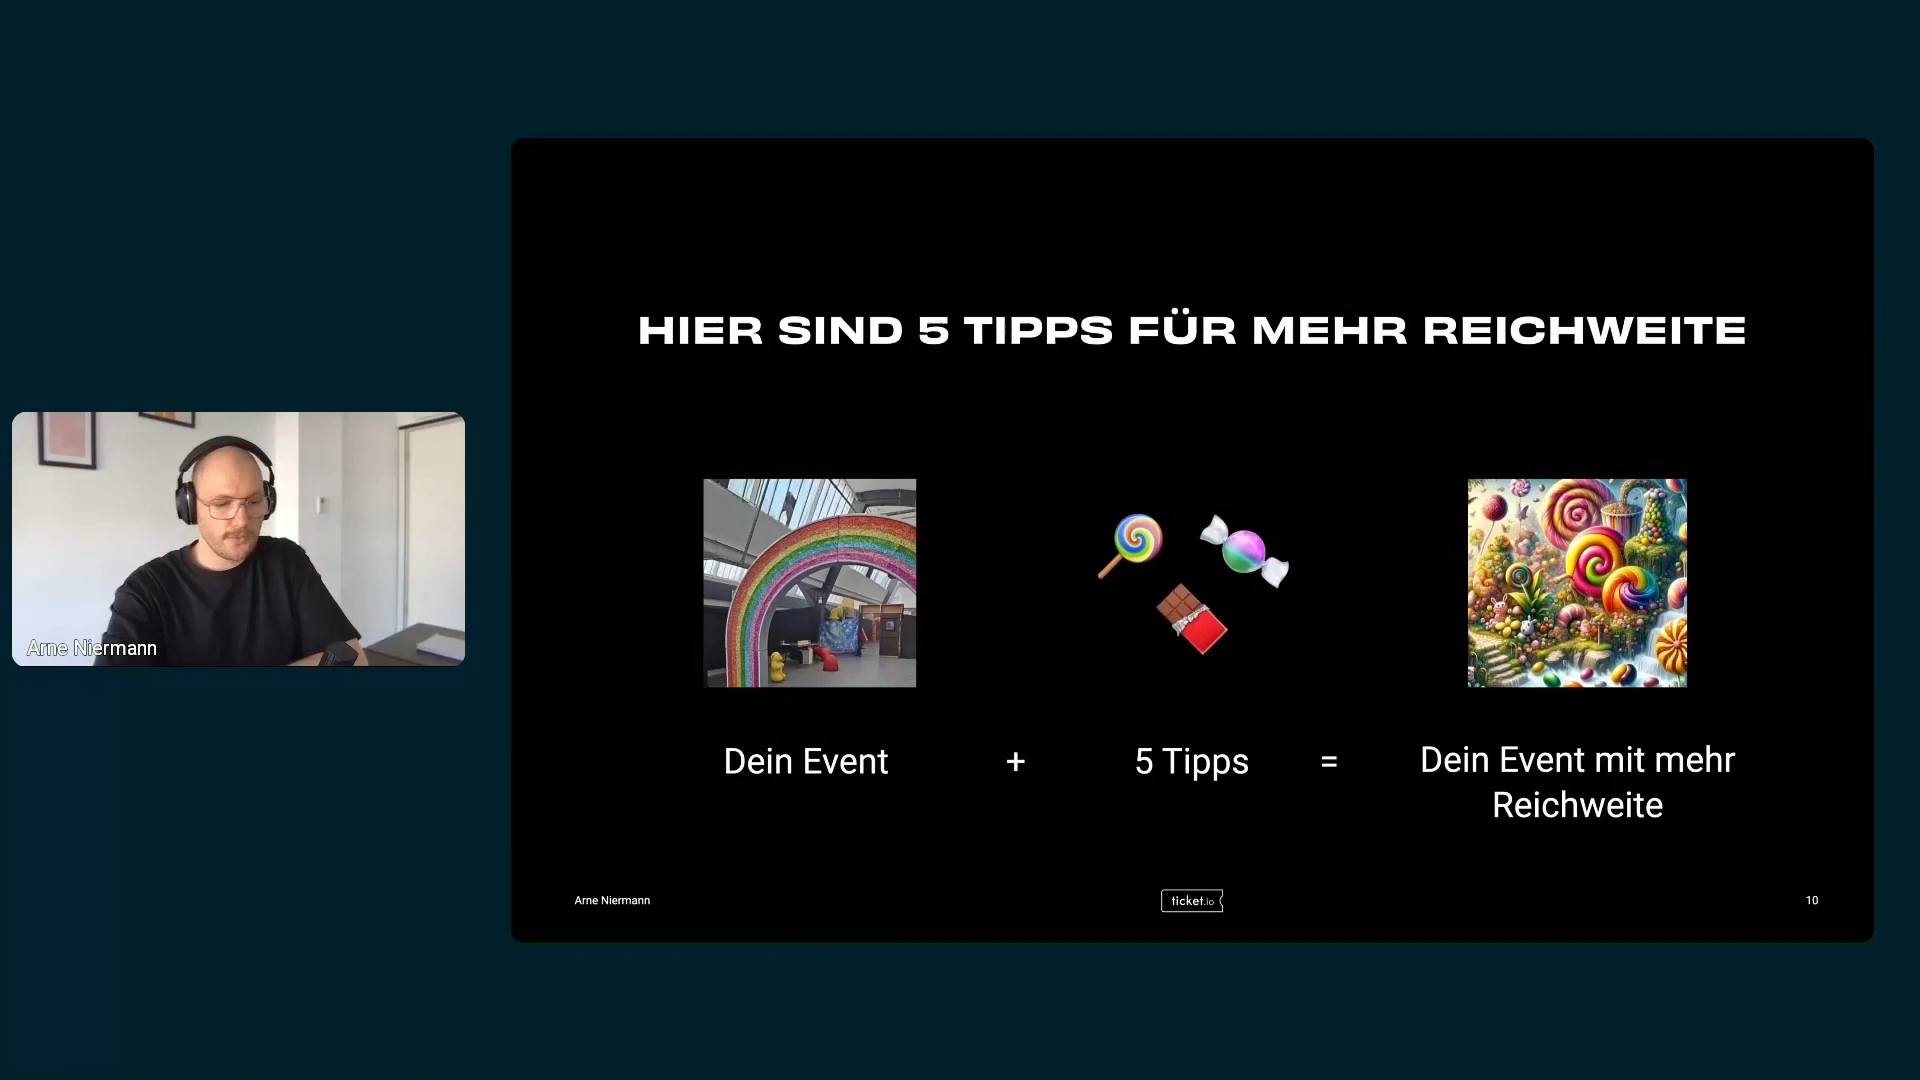 HIER SIND 5 TIPPS FÜR MEHR REICHWEITE
Arne Niermann
Dein Event + 5 Tipps = Dein Event mit mehr
Reichweite
Arne Niermann
ticket.io
10